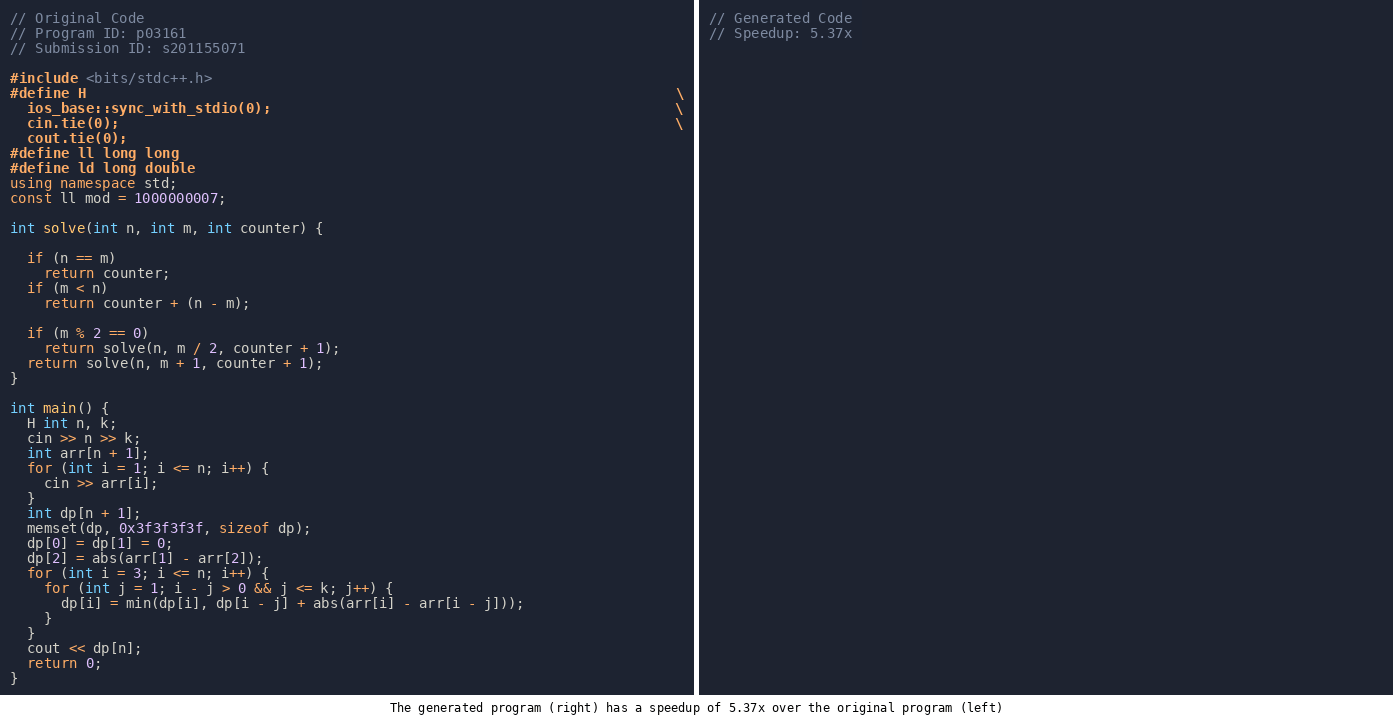 // Original Code
// Program ID: p03161
// Submission ID: s201155071

#include <bits/stdc++.h>
#define H \
  ios_base::sync_with_stdio(0); \
  cin.tie(0); \
  cout.tie(0);
#define ll long long
#define ld long double
using namespace std;
const ll mod = 1000000007;

int solve(int n, int m, int counter) {

  if (n == m)
    return counter;
  if (m < n)
    return counter + (n - m);

  if (m % 2 == 0)
    return solve(n, m / 2, counter + 1);
  return solve(n, m + 1, counter + 1);
}

int main() {
  H int n, k;
  cin >> n >> k;
  int arr[n + 1];
  for (int i = 1; i <= n; i++) {
    cin >> arr[i];
  }
  int dp[n + 1];
  memset(dp, 0x3f3f3f3f, sizeof dp);
  dp[0] = dp[1] = 0;
  dp[2] = abs(arr[1] - arr[2]);
  for (int i = 3; i <= n; i++) {
    for (int j = 1; i - j > 0 && j <= k; j++) {
      dp[i] = min(dp[i], dp[i - j] + abs(arr[i] - arr[i - j]));
    }
  }
  cout << dp[n];
  return 0;
}
// Generated Code
// Speedup: 5.37x
The generated program (right) has a speedup of 5.37x over the original program (left)